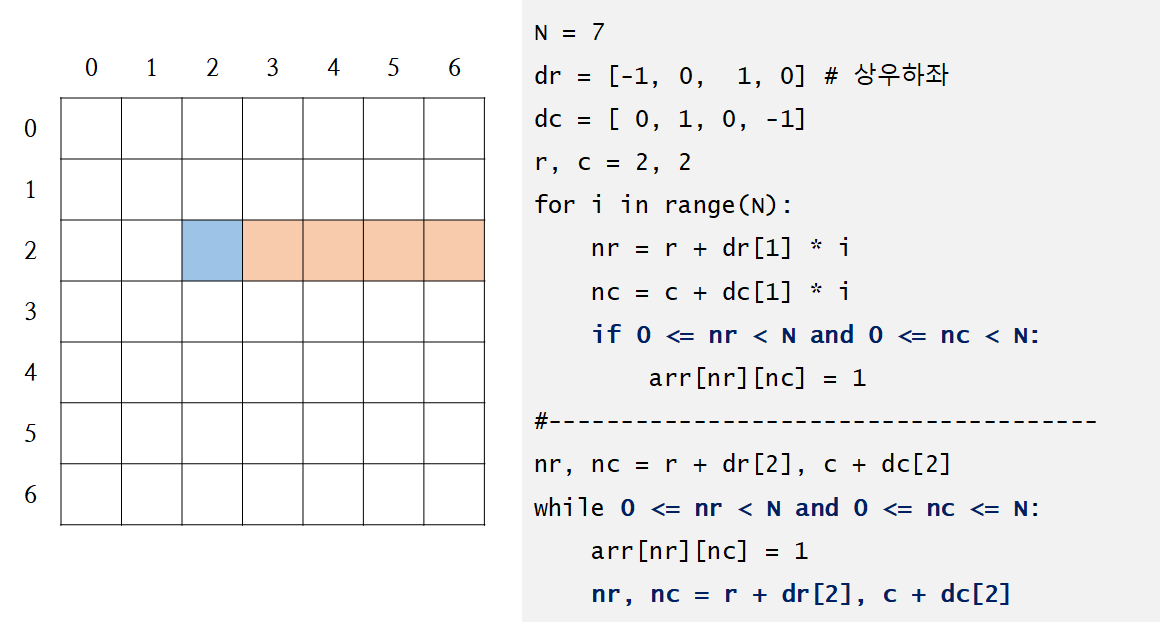 0 1 2 3 4 5 6
0
1
2
3
4
5
6
N = 7
dr = [-1, 0,  1, 0] # 상우하좌
dc = [ 0, 1, 0, -1]
r, c = 2, 2
for i in range(N):
    nr = r + dr[1] * i
    nc = c + dc[1] * i
    if 0 <= nr < N and 0 <= nc < N:
        arr[nr][nc] = 1
#--------------------------------------
nr, nc = r + dr[2], c + dc[2]
while 0 <= nr < N and 0 <= nc <= N:
    arr[nr][nc] = 1
    nr, nc = r + dr[2], c + dc[2]